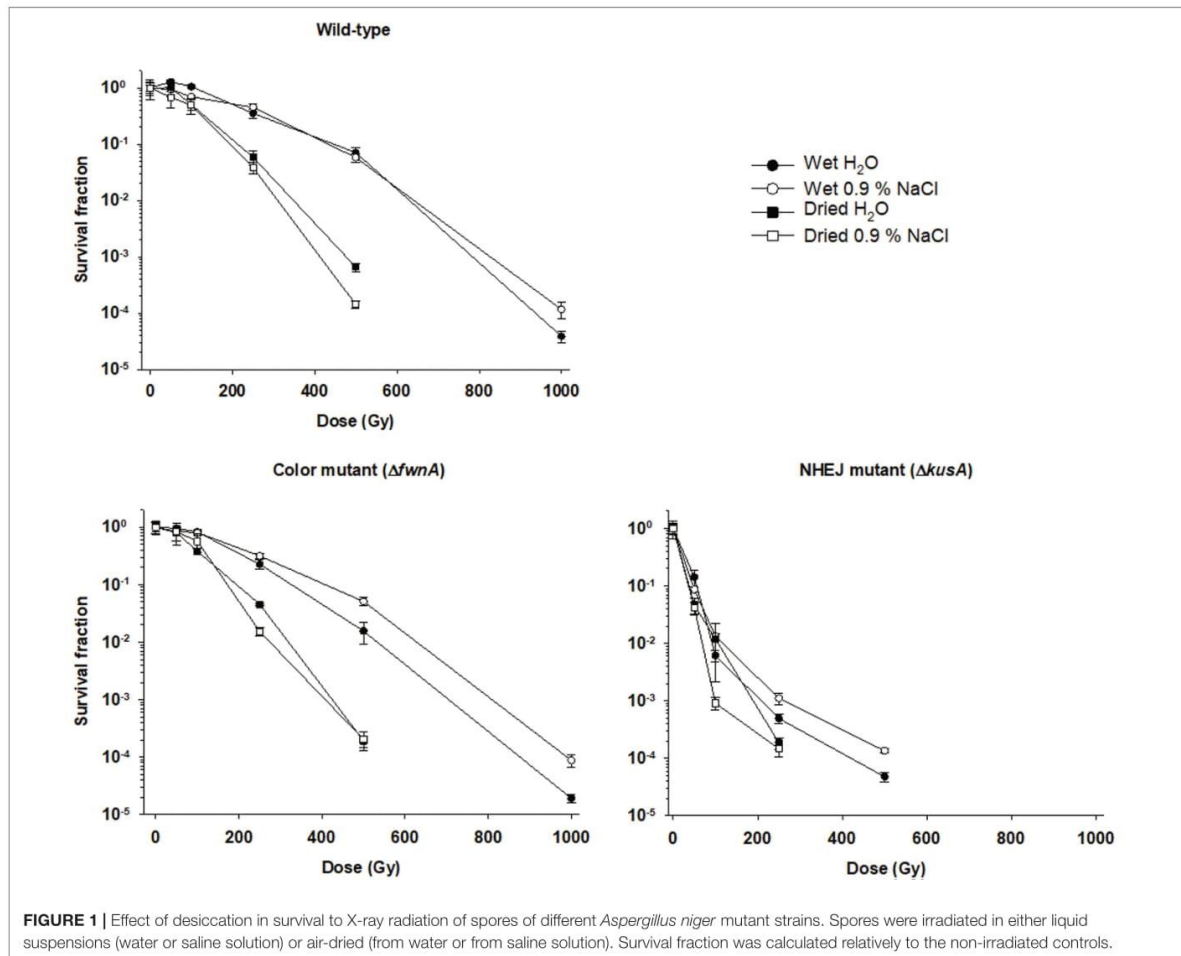 Wild-type
10⁰
10⁻¹
10⁻²
10⁻³
10⁻⁴
10⁻⁵
Survival fraction
0 200 400 600 800 1000
Dose (Gy)
Wet H₂O
Wet 0.9 % NaCl
Dried H₂O
Dried 0.9 % NaCl
Color mutant (ΔfwnA)
10⁰
10⁻¹
10⁻²
10⁻³
10⁻⁴
10⁻⁵
Survival fraction
0 200 400 600 800 1000
Dose (Gy)
NHEJ mutant (ΔkusA)
10⁰
10⁻¹
10⁻²
10⁻³
10⁻⁴
10⁻⁵
0 200 400 600 800 1000
Dose (Gy)
FIGURE 1 | Effect of desiccation in survival to X-ray radiation of spores of different Aspergillus niger mutant strains. Spores were irradiated in either liquid
suspensions (water or saline solution) or air-dried (from water or from saline solution). Survival fraction was calculated relatively to the non-irradiated controls.